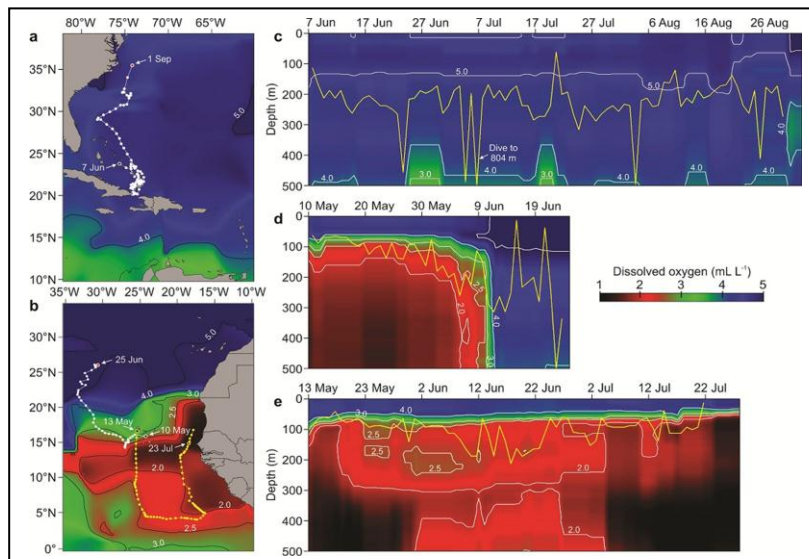 a
80°W 75°W 70°W 65°W
35°N
30°N
25°N
20°N
15°N
10°N
1 Sep
5.0
7 Jun
4.0
b
35°W 30°W 25°W 20°W 15°W 10°W
30°N
25°N
20°N
15°N
10°N
5°N
0°
5.0
25 Jun
4.0
3.0
2.5
13 May
10 May
23 Jul
2.0
2.0
2.5
3.0
c
7 Jun 17 Jun 27 Jun 7 Jul 17 Jul 27 Jul 6 Aug 16 Aug 26 Aug
Depth (m)
0
100
200
300
400
500
5.0
5.0
4.0
Dive to
804 m
4.0
3.0
4.0
3.0
4.0
4.0
4.0
d
10 May 20 May 30 May 9 Jun 19 Jun
Depth (m)
0
100
200
300
400
500
2.5
2.0
4.0
3.0
Dissolved oxygen (mL L⁻¹)
1 2 3 4 5
e
13 May 23 May 2 Jun 12 Jun 22 Jun 2 Jul 12 Jul 22 Jul
Depth (m)
0
100
200
300
400
500
3.0
4.0
2.5
2.5
2.5
2.0
2.0
2.0
2.0